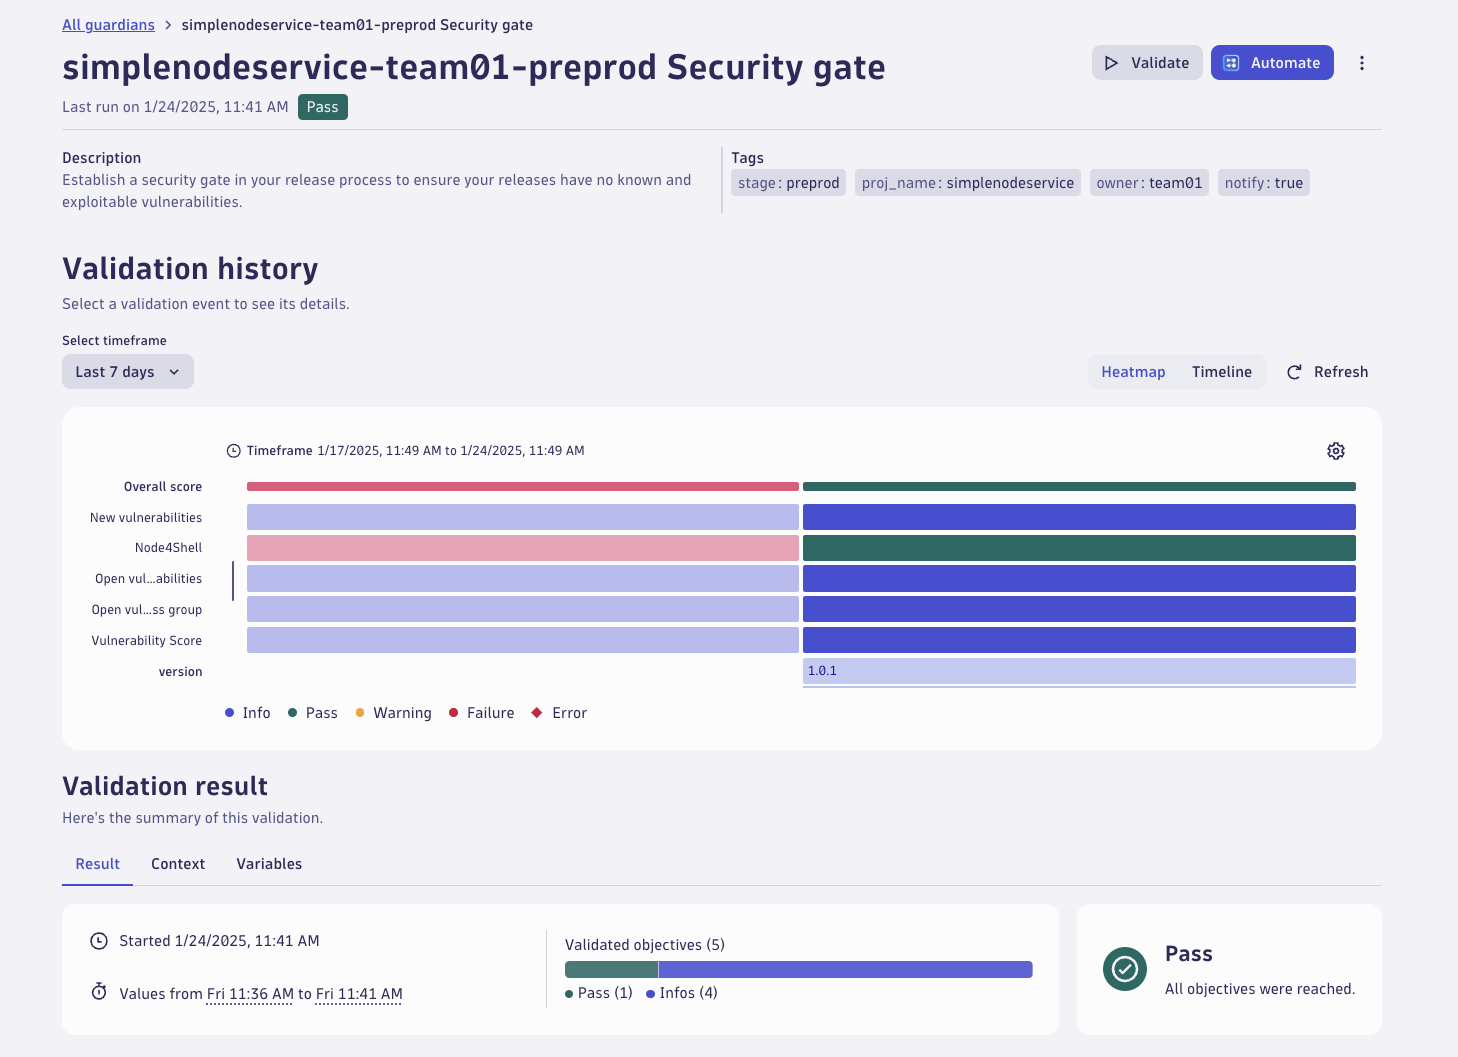 All guardians > simplenodeservice-team01-preprod Security gate
simplenodeservice-team01-preprod Security gate
Validate
Automate
Last run on 1/24/2025, 11:41 AM
Pass
Description
Establish a security gate in your release process to ensure your releases have no known and
exploitable vulnerabilities.
Tags
stage: preprod
proj_name: simplenodeservice
owner: team01
notify: true
Validation history
Select a validation event to see its details.
Select timeframe
Last 7 days
Heatmap
Timeline
Refresh
Timeframe 1/17/2025, 11:49 AM to 1/24/2025, 11:49 AM
Overall score
New vulnerabilities
Node4Shell
Open vul...abilities
Open vul...ss group
Vulnerability Score
version
1.0.1
Info
Pass
Warning
Failure
Error
Validation result
Here's the summary of this validation.
Result
Context
Variables
Started 1/24/2025, 11:41 AM
Values from Fri 11:36 AM to Fri 11:41 AM
Validated objectives (5)
Pass (1)
Infos (4)
Pass
All objectives were reached.